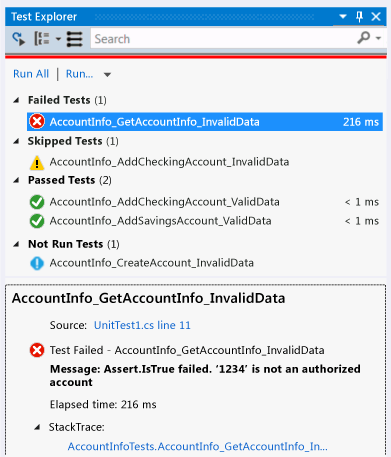 Test Explorer
Search
Run All | Run...
Failed Tests (1)
AccountInfo_GetAccountInfo_InvalidData 216 ms
Skipped Tests (1)
AccountInfo_AddCheckingAccount_InvalidData
Passed Tests (2)
AccountInfo_AddCheckingAccount_ValidData < 1 ms
AccountInfo_AddSavingsAccount_ValidData < 1 ms
Not Run Tests (1)
AccountInfo_CreateAccount_InvalidData
AccountInfo_GetAccountInfo_InvalidData
Source: UnitTest1.cs line 11
Test Failed - AccountInfo_GetAccountInfo_InvalidData
Message: Assert.IsTrue failed. '1234' is not an authorized
account
Elapsed time: 216 ms
StackTrace:
AccountInfoTests.AccountInfo_GetAccountInfo_In...